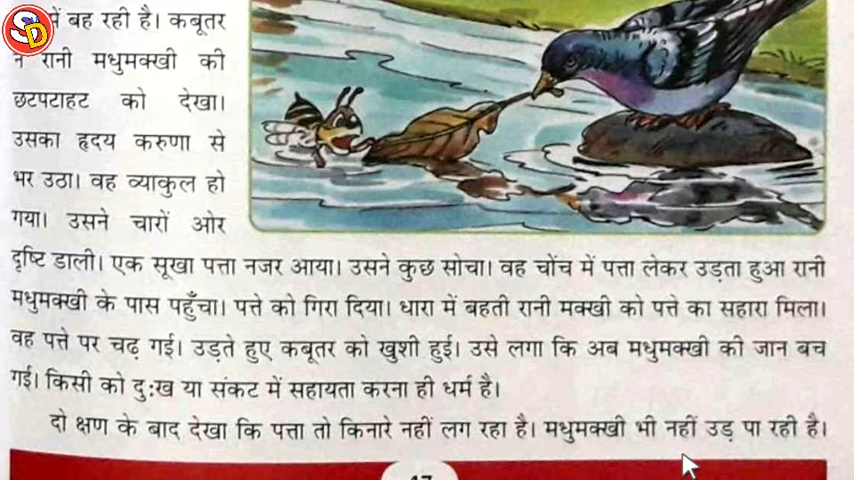 में बह रही है। कबूतर
ने रानी मधुमक्खी की
छटपटाहट को देखा।
उसका हृदय करुणा से
भर उठा। वह व्याकुल हो
गया। उसने चारों ओर
दृष्टि डाली। एक सूखा पत्ता नजर आया। उसने कुछ सोचा। वह चोंच में पत्ता लेकर उड़ता हुआ रानी
मधुमक्खी के पास पहुँचा। पत्ते को गिरा दिया। धारा में बहती रानी मक्खी को पत्ते का सहारा मिला।
वह पत्ते पर चढ़ गई। उड़ते हुए कबूतर को खुशी हुई। उसे लगा कि अब मधुमक्खी की जान बच
गई। किसी को दुःख या संकट में सहायता करना ही धर्म है।
दो क्षण के बाद देखा कि पत्ता तो किनारे नहीं लग रहा है। मधुमक्खी भी नहीं उड़ पा रही है।
SD